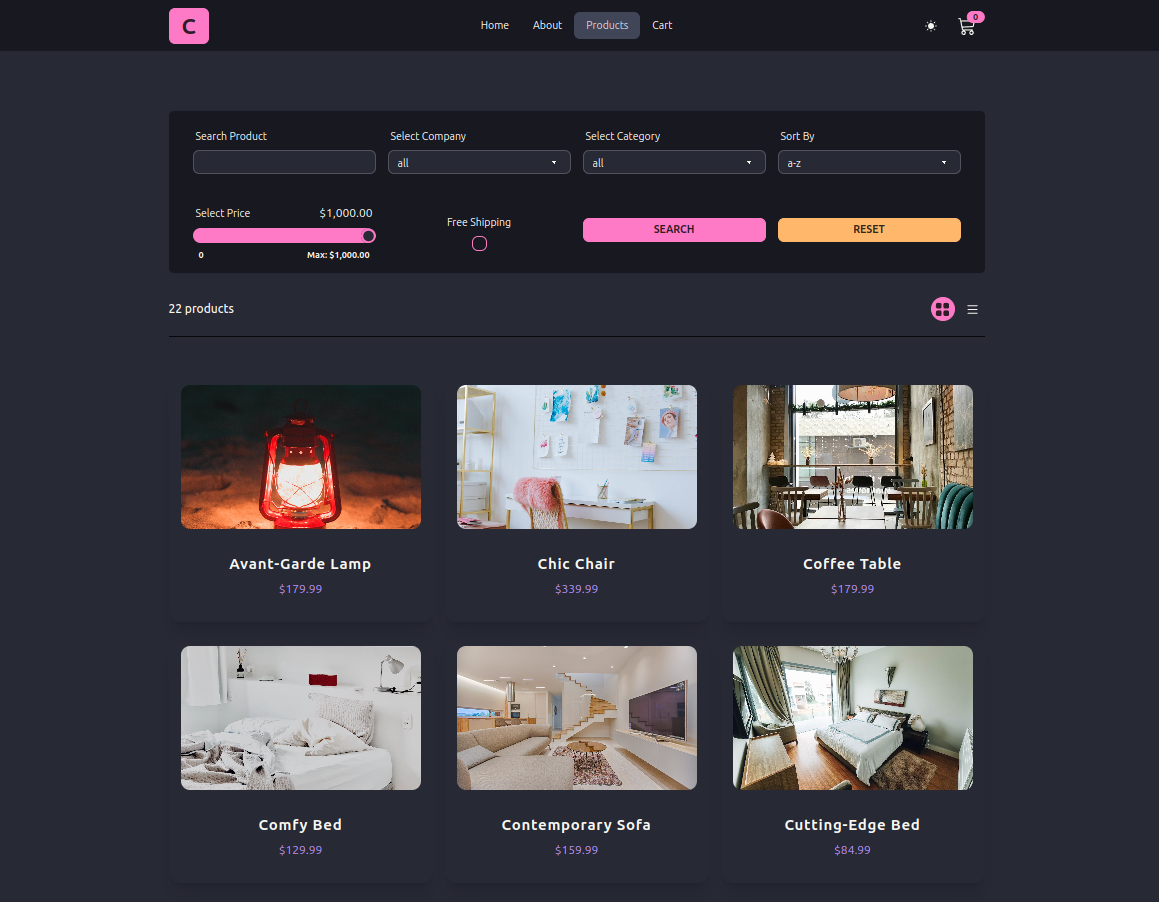 C
Home About Products Cart 0
Search Product Select Company Select Category Sort By
all all a-z
Select Price $1,000.00 Free Shipping SEARCH RESET
0 Max: $1,000.00
22 products
Avant-Garde Lamp Chic Chair Coffee Table
$179.99 $339.99 $179.99
Comfy Bed Contemporary Sofa Cutting-Edge Bed
$129.99 $159.99 $84.99